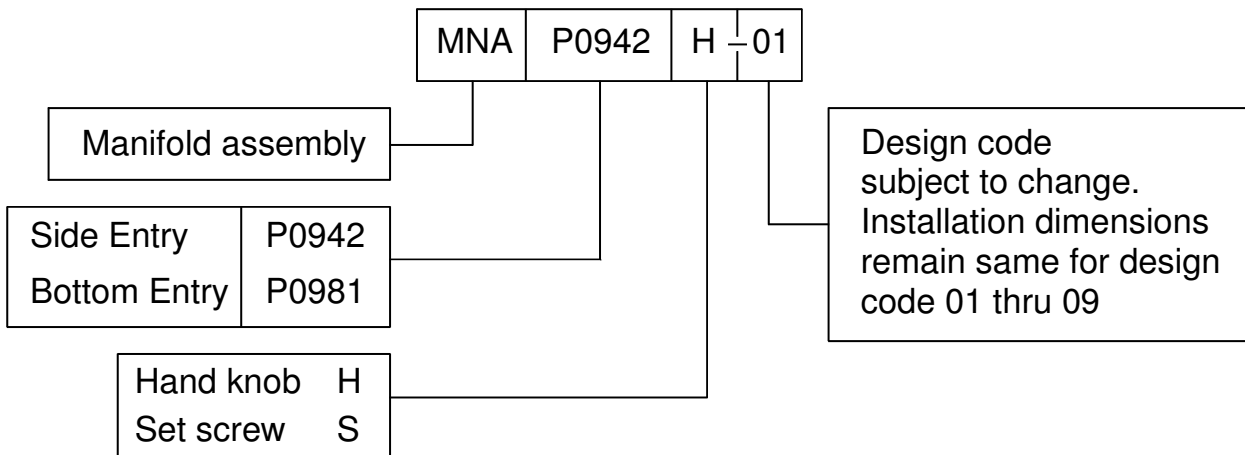 MNA P0942 H - 01
Manifold assembly
Side Entry P0942
Bottom Entry P0981
Hand knob H
Set screw S
Design code
subject to change.
Installation dimensions
remain same for design
code 01 thru 09